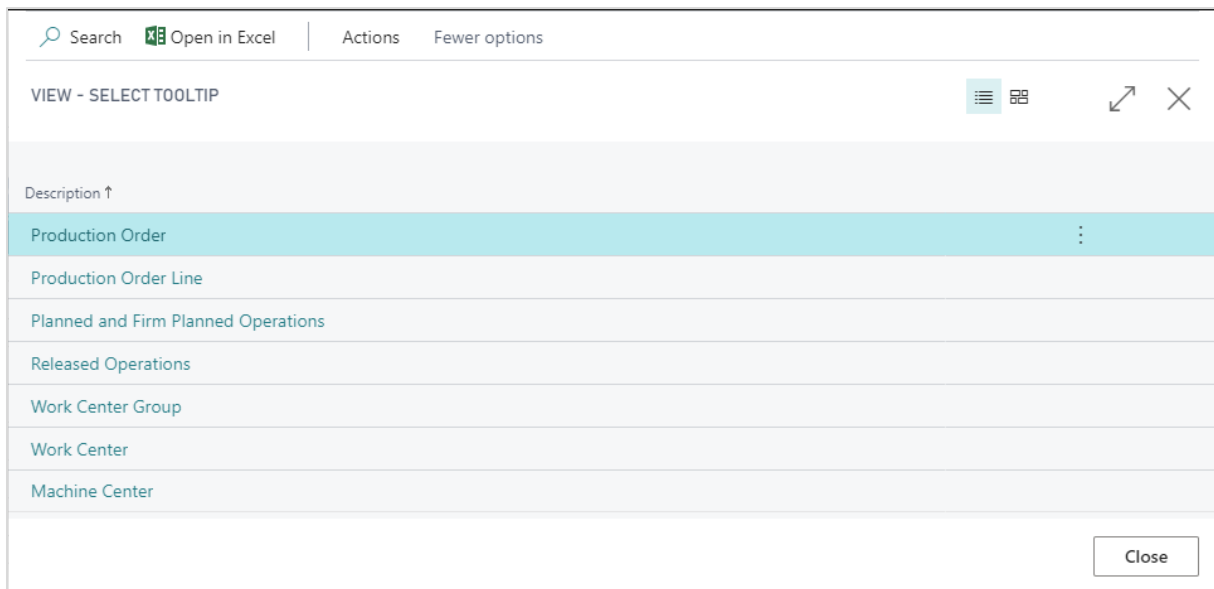 Search Open in Excel Actions Fewer options
VIEW - SELECT TOOLTIP
Description ↑
Production Order
Production Order Line
Planned and Firm Planned Operations
Released Operations
Work Center Group
Work Center
Machine Center
Close